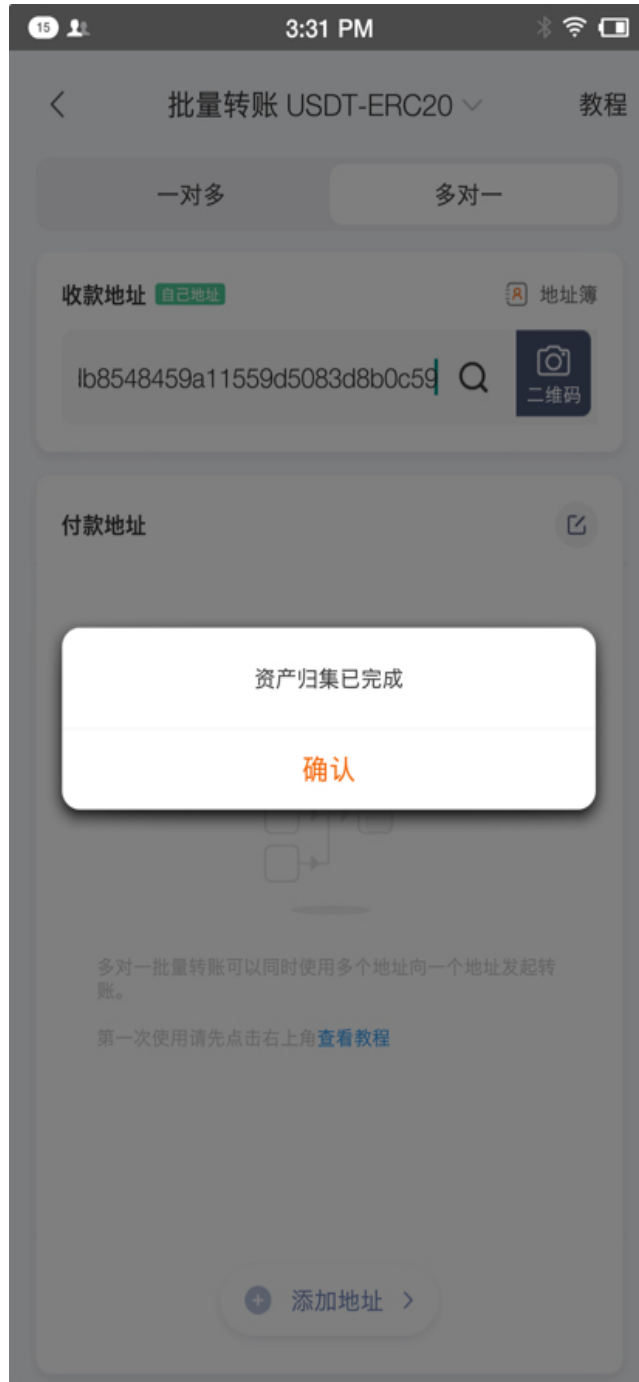 15
3:31 PM
批量转账 USDT-ERC20
教程
一对多
多对一
收款地址 自己地址
地址簿
lb8548459a11559d5083d8b0c59
二维码
付款地址
资产归集已完成
确认
多对一批量转账可以同时使用多个地址向一个地址发起转
账。
第一次使用请先点击右上角查看教程
添加地址